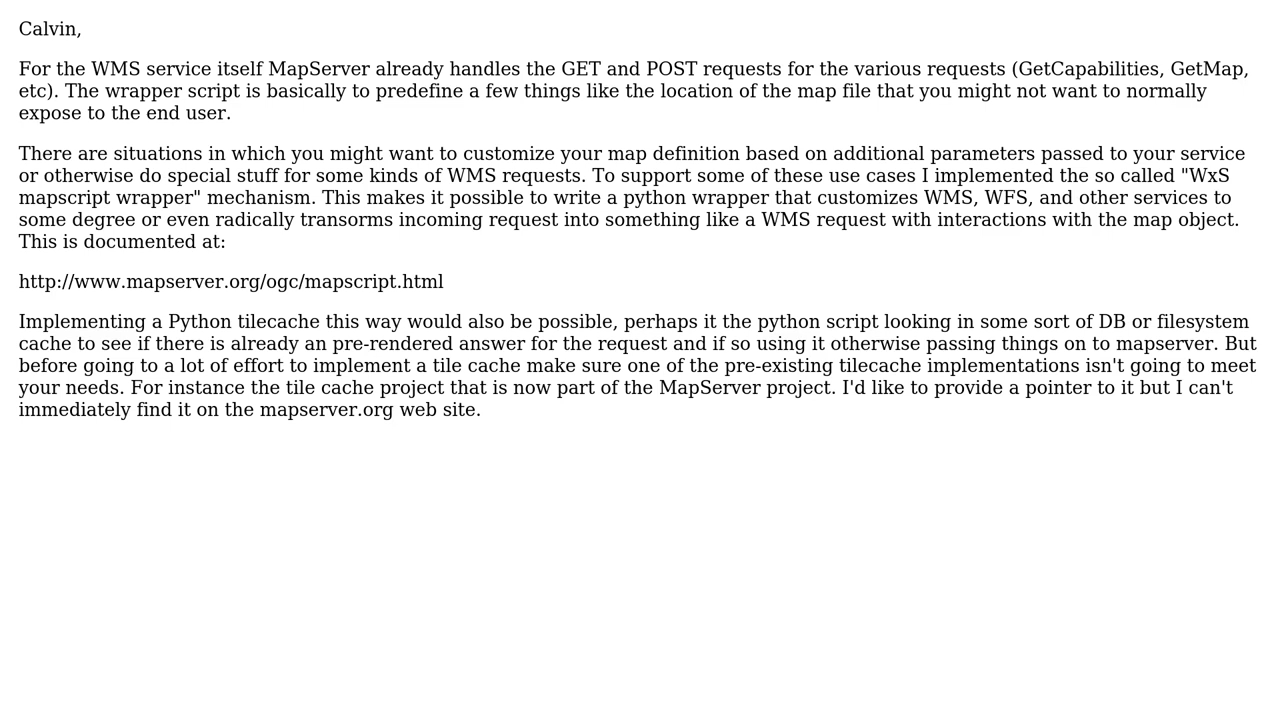 Calvin,
For the WMS service itself MapServer already handles the GET and POST requests for the various requests (GetCapabilities, GetMap,
etc). The wrapper script is basically to predefine a few things like the location of the map file that you might not want to normally
expose to the end user.
There are situations in which you might want to customize your map definition based on additional parameters passed to your service
or otherwise do special stuff for some kinds of WMS requests. To support some of these use cases I implemented the so called "WxS
mapscript wrapper" mechanism. This makes it possible to write a python wrapper that customizes WMS, WFS, and other services to
some degree or even radically transorms incoming request into something like a WMS request with interactions with the map object.
This is documented at:
http://www.mapserver.org/ogc/mapscript.html
Implementing a Python tilecache this way would also be possible, perhaps it the python script looking in some sort of DB or filesystem
cache to see if there is already an pre-rendered answer for the request and if so using it otherwise passing things on to mapserver. But
before going to a lot of effort to implement a tile cache make sure one of the pre-existing tilecache implementations isn't going to meet
your needs. For instance the tile cache project that is now part of the MapServer project. I'd like to provide a pointer to it but I can't
immediately find it on the mapserver.org web site.